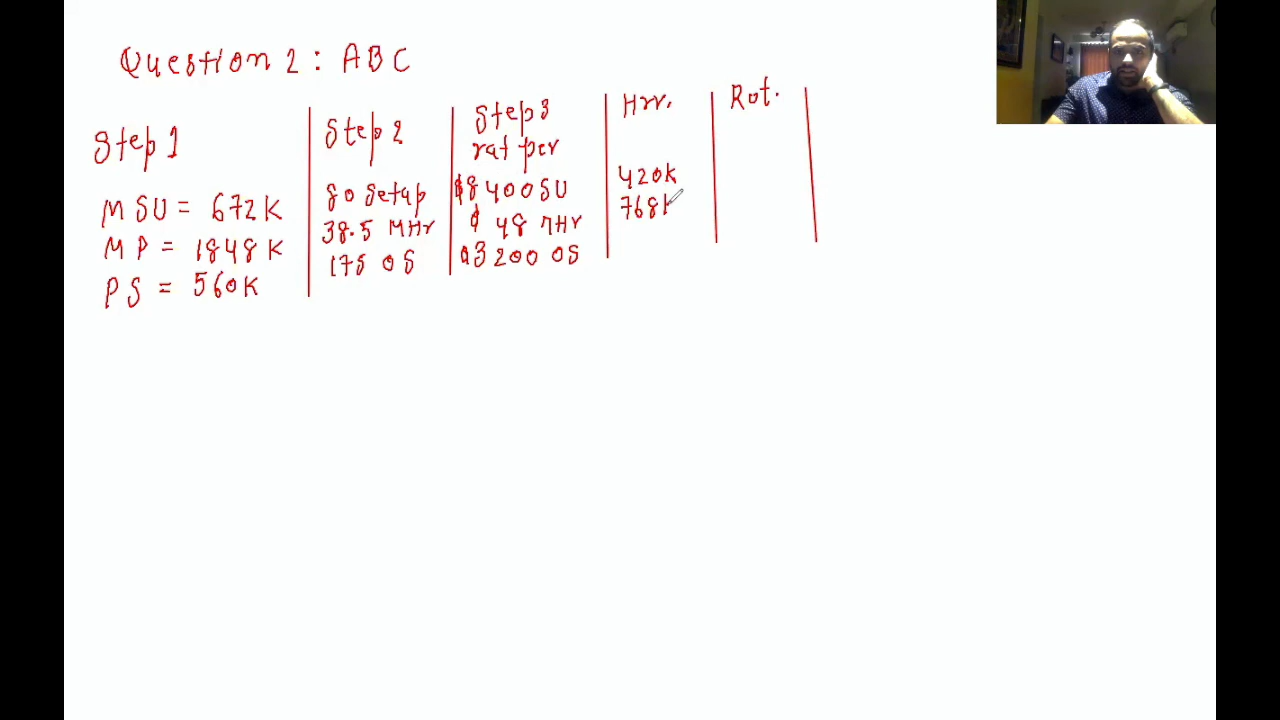 Question 2 : ABC
Step 1
MSU = 672K
MP = 1848K
PS = 560K
Step 2
80 Setup
38.5 MHr
175 OS
Step 3
rat per
$8400 SU
$48 MHr
$3200 OS
Hrr.
420K
768K
Rot.